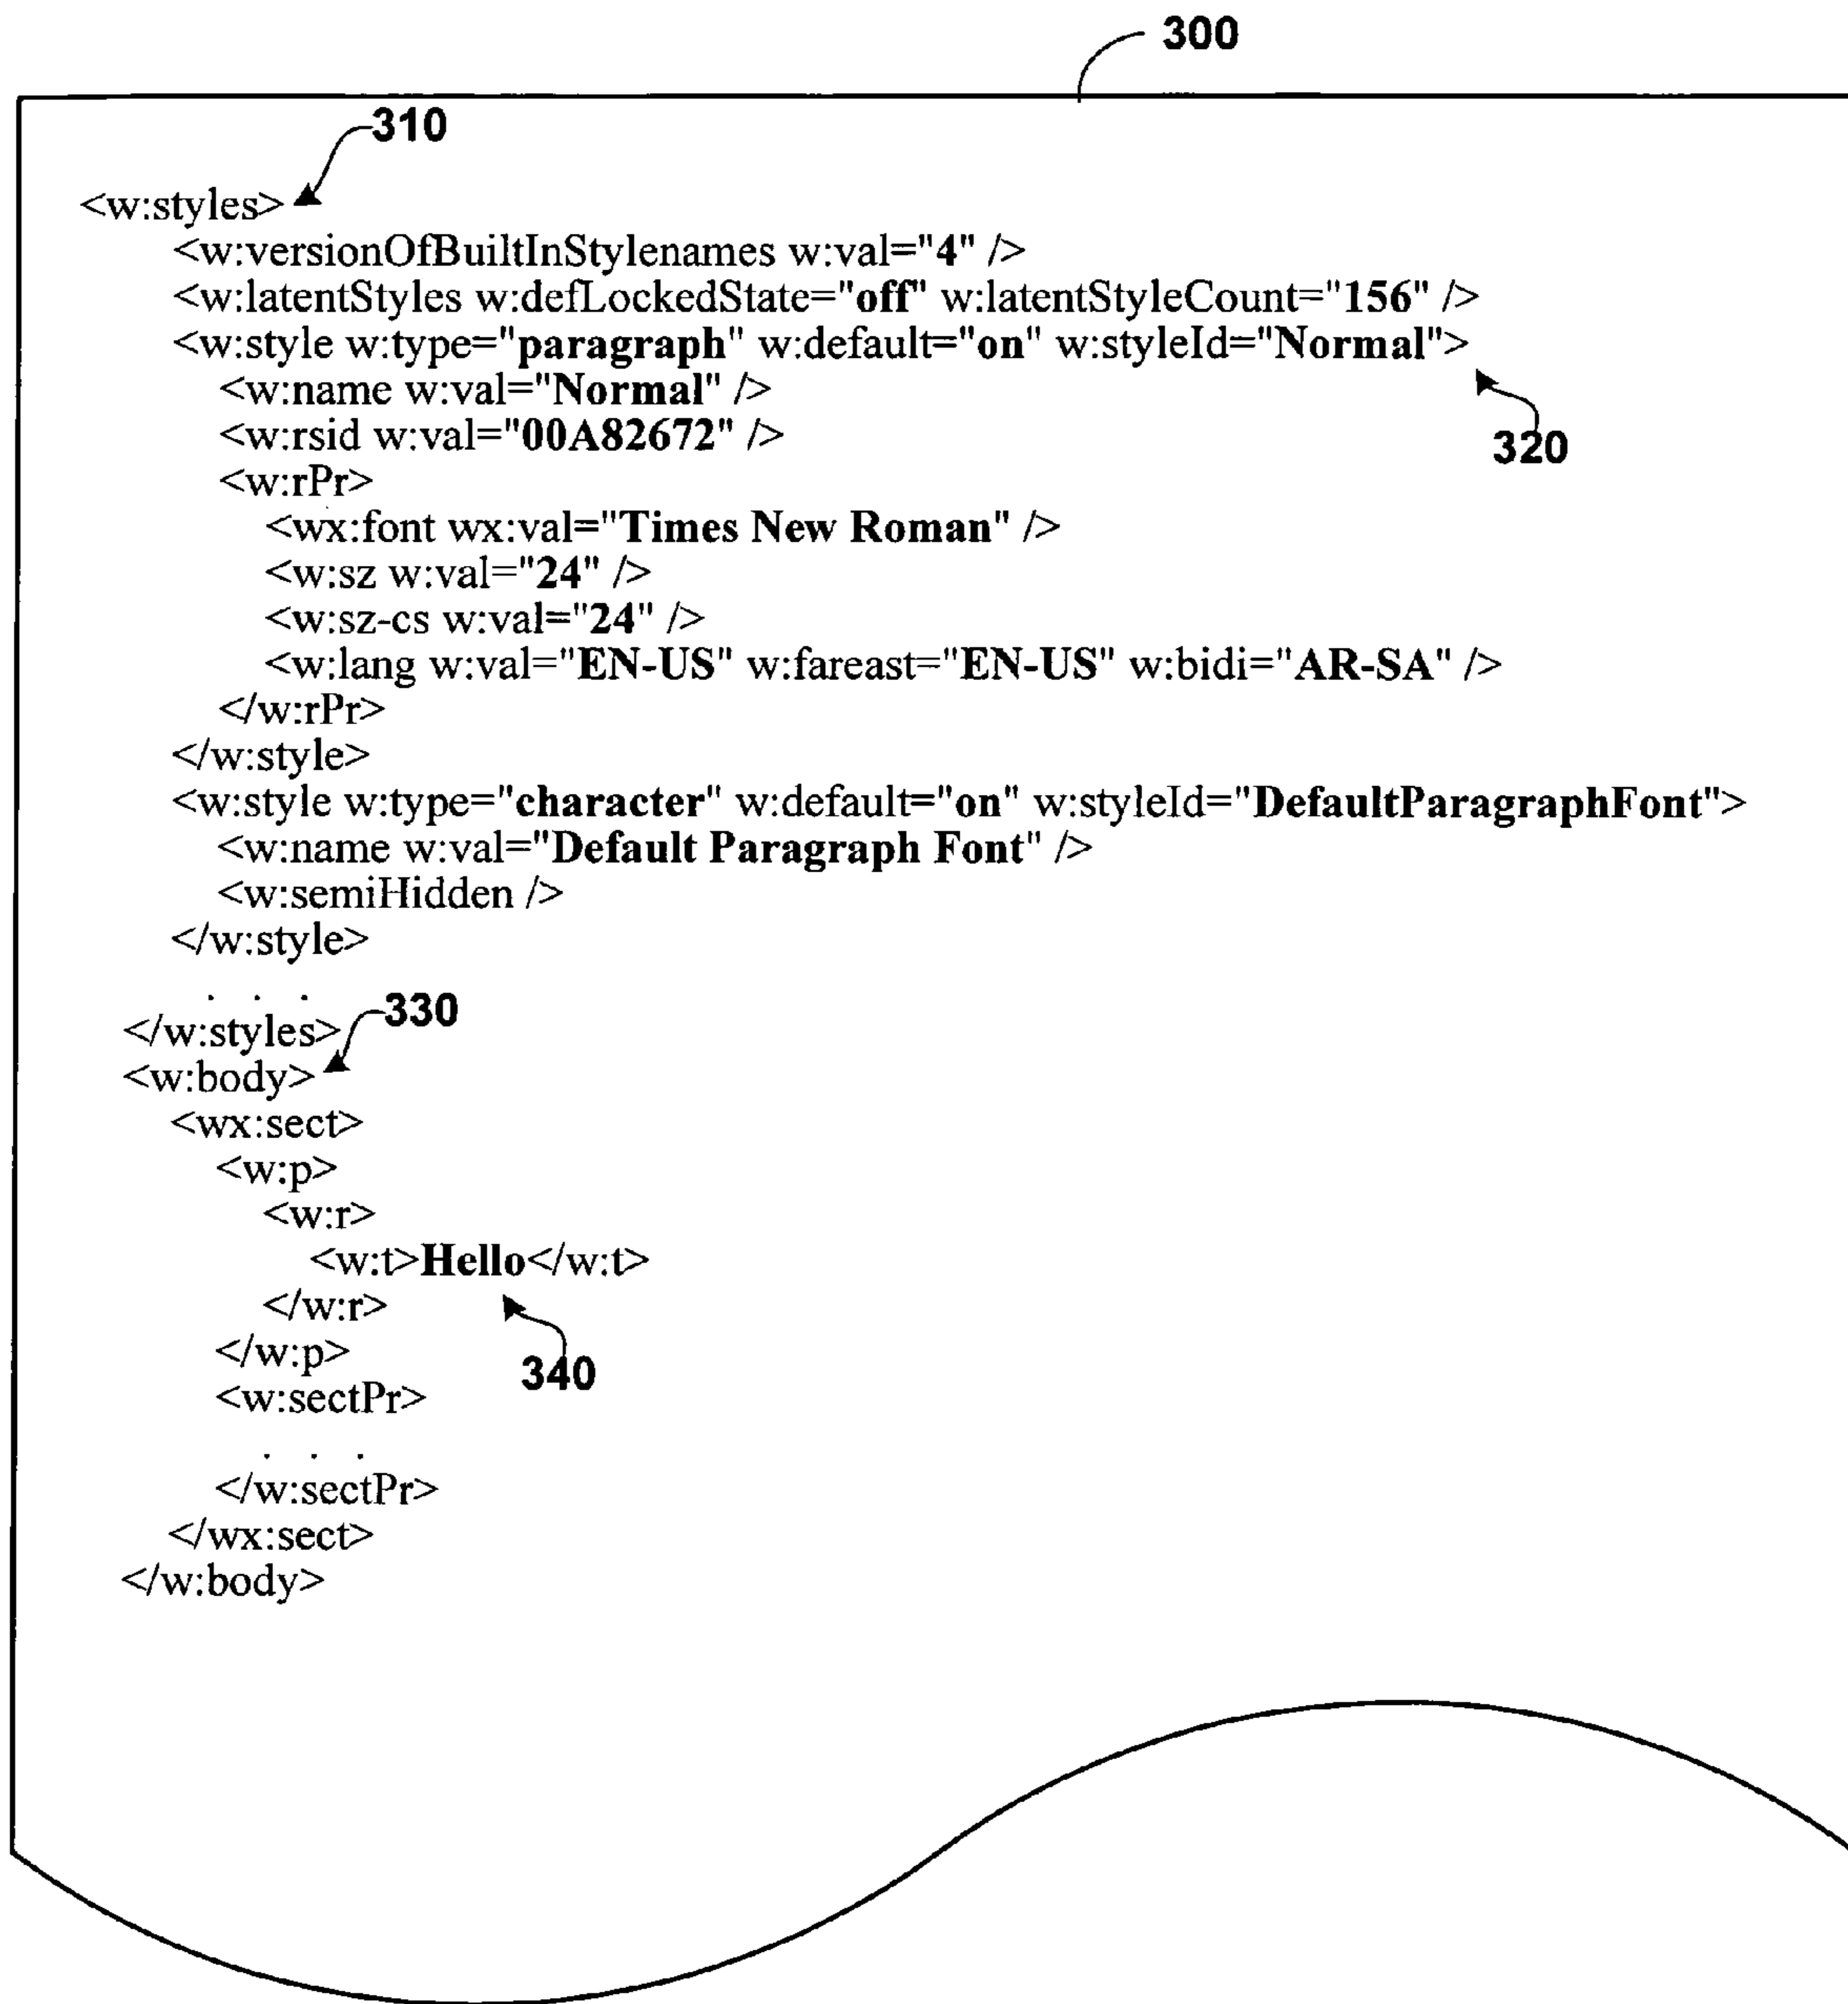 300
310
<w:styles>
<w:versionOfBuiltInStylenames w:val="4" />
<w:latentStyles w:defLockedState="off" w:latentStyleCount="156" />
<w:style w:type="paragraph" w:default="on" w:styleId="Normal">
<w:name w:val="Normal" />
<w:rsid w:val="00A82672" />
320
<w:rPr>
<wx:font wx:val="Times New Roman" />
<w:sz w:val="24" />
<w:sz-cs w:val="24" />
<w:lang w:val="EN-US" w:fareast="EN-US" w:bidi="AR-SA" />
</w:rPr>
</w:style>
<w:style w:type="character" w:default="on" w:styleId="DefaultParagraphFont">
<w:name w:val="Default Paragraph Font" />
<w:semiHidden />
</w:style>
. . .
330
</w:styles>
<w:body>
<wx:sect>
<w:p>
<w:r>
<w:t>Hello</w:t>
</w:r>
</w:p>
340
<w:sectPr>
. . .
</w:sectPr>
</wx:sect>
</w:body>